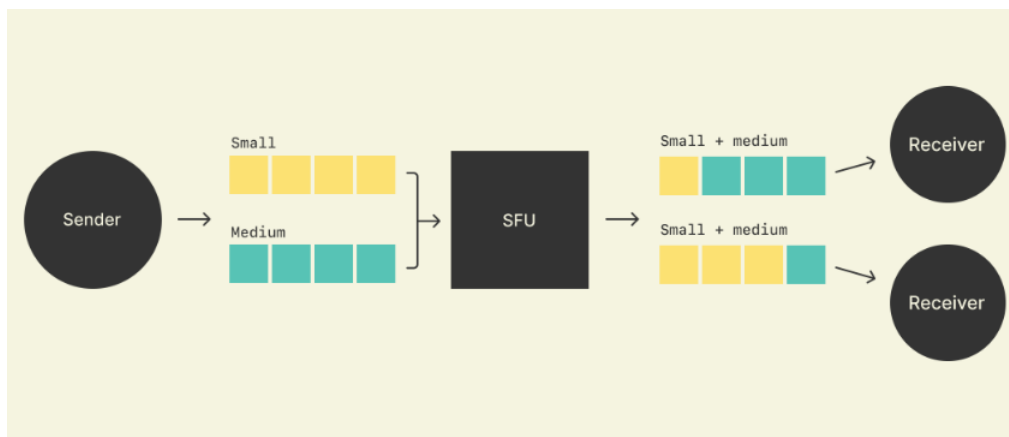 Sender
Small
Medium
SFU
Small + medium
Small + medium
Receiver
Receiver